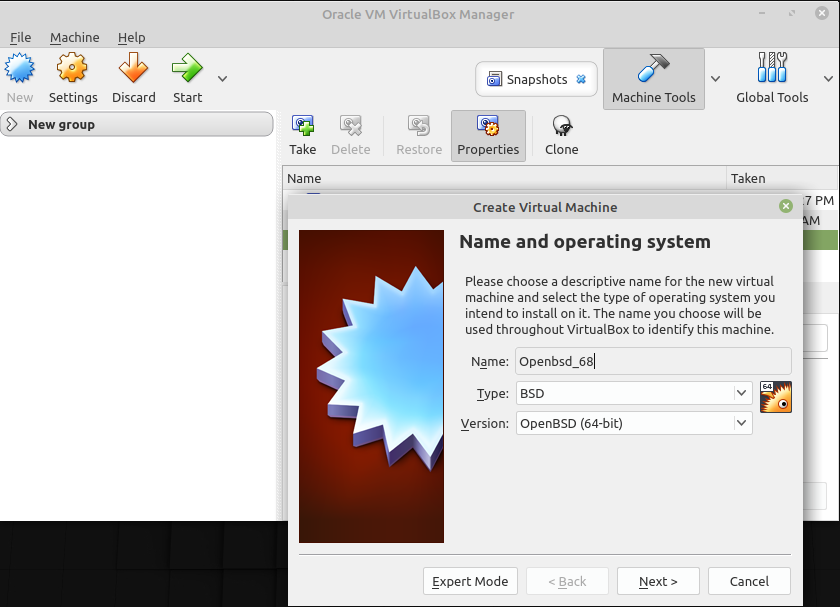 Oracle VM VirtualBox Manager
File Machine Help
New Settings Discard Start
Snapshots Machine Tools Global Tools
New group
Take Delete Restore Properties Clone
Name Taken
7 PM
AM
Create Virtual Machine
Name and operating system
Please choose a descriptive name for the new virtual
machine and select the type of operating system you
intend to install on it. The name you choose will be
used throughout VirtualBox to identify this machine.
Name: Openbsd_68
Type: BSD
64
Version: OpenBSD (64-bit)
Expert Mode < Back Next > Cancel